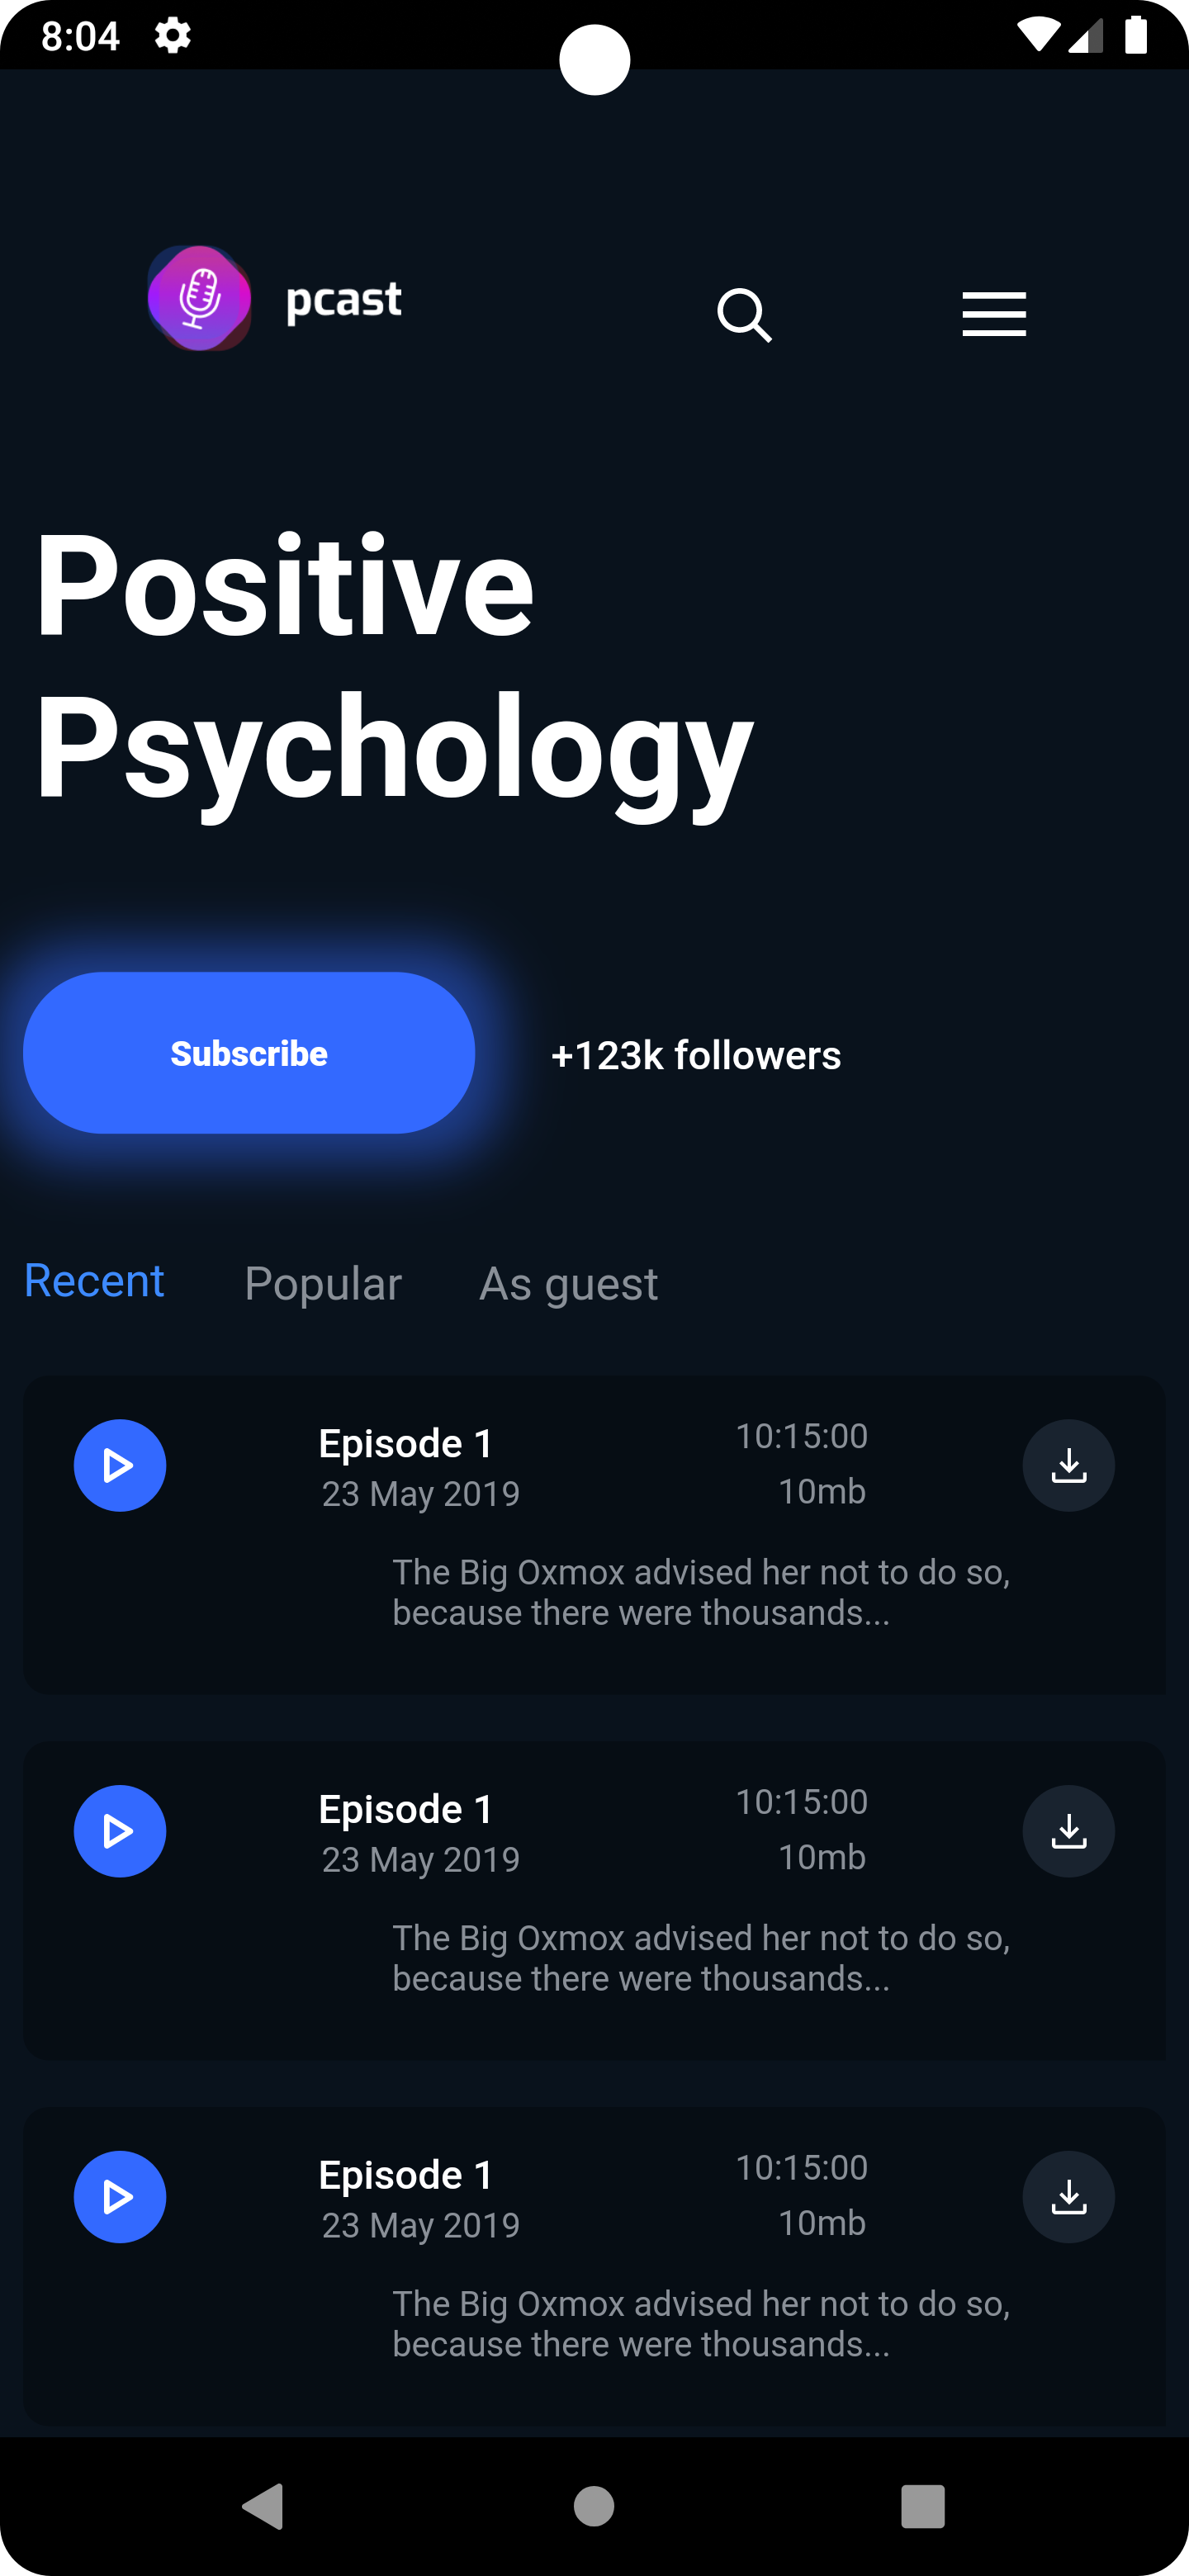 8:04
pcast
Positive
Psychology
Subscribe
+123k followers
Recent Popular As guest
Episode 1 10:15:00
23 May 2019 10mb
The Big Oxmox advised her not to do so,
because there were thousands...
Episode 1 10:15:00
23 May 2019 10mb
The Big Oxmox advised her not to do so,
because there were thousands...
Episode 1 10:15:00
23 May 2019 10mb
The Big Oxmox advised her not to do so,
because there were thousands...